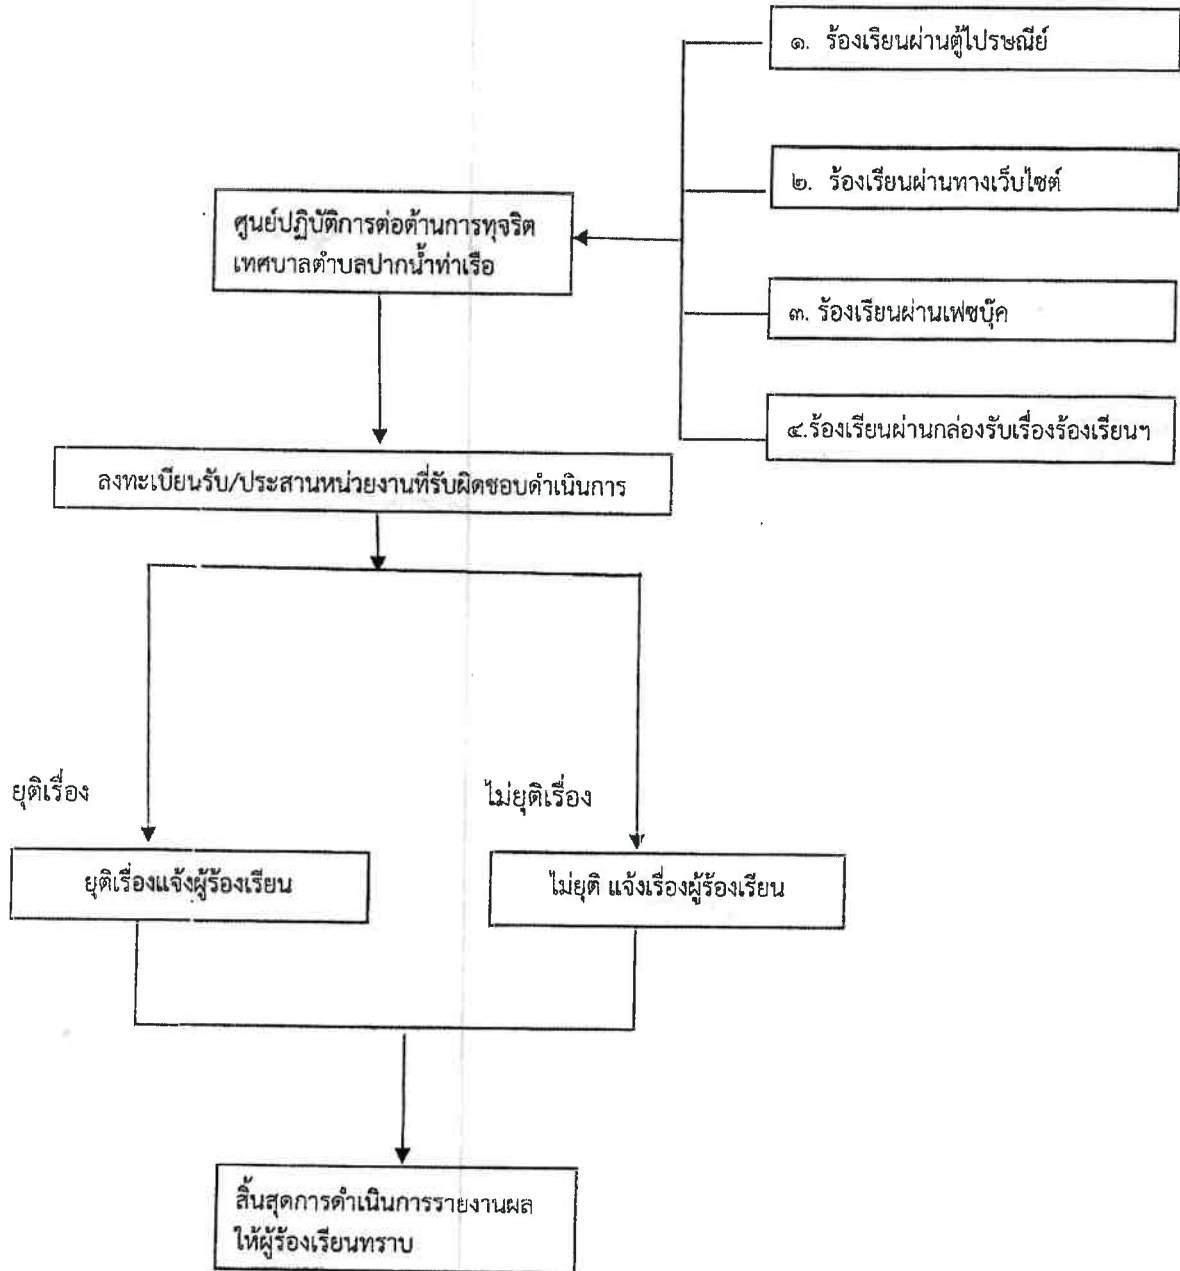 ๑. ร้องเรียนผ่านตู้ไปรษณีย์
๒. ร้องเรียนผ่านทางเว็บไซต์
ศูนย์ปฏิบัติการต่อต้านการทุจริต
เทศบาลตำบลปากน้ำท่าเรือ
๓. ร้องเรียนผ่านเฟซบุ๊ค
๔.ร้องเรียนผ่านกล่องรับเรื่องร้องเรียนฯ
ลงทะเบียนรับ/ประสานหน่วยงานที่รับผิดชอบดำเนินการ
ยุติเรื่อง
ไม่ยุติเรื่อง
ยุติเรื่องแจ้งผู้ร้องเรียน
ไม่ยุติ แจ้งเรื่องผู้ร้องเรียน
สิ้นสุดการดำเนินการรายงานผล
ให้ผู้ร้องเรียนทราบ